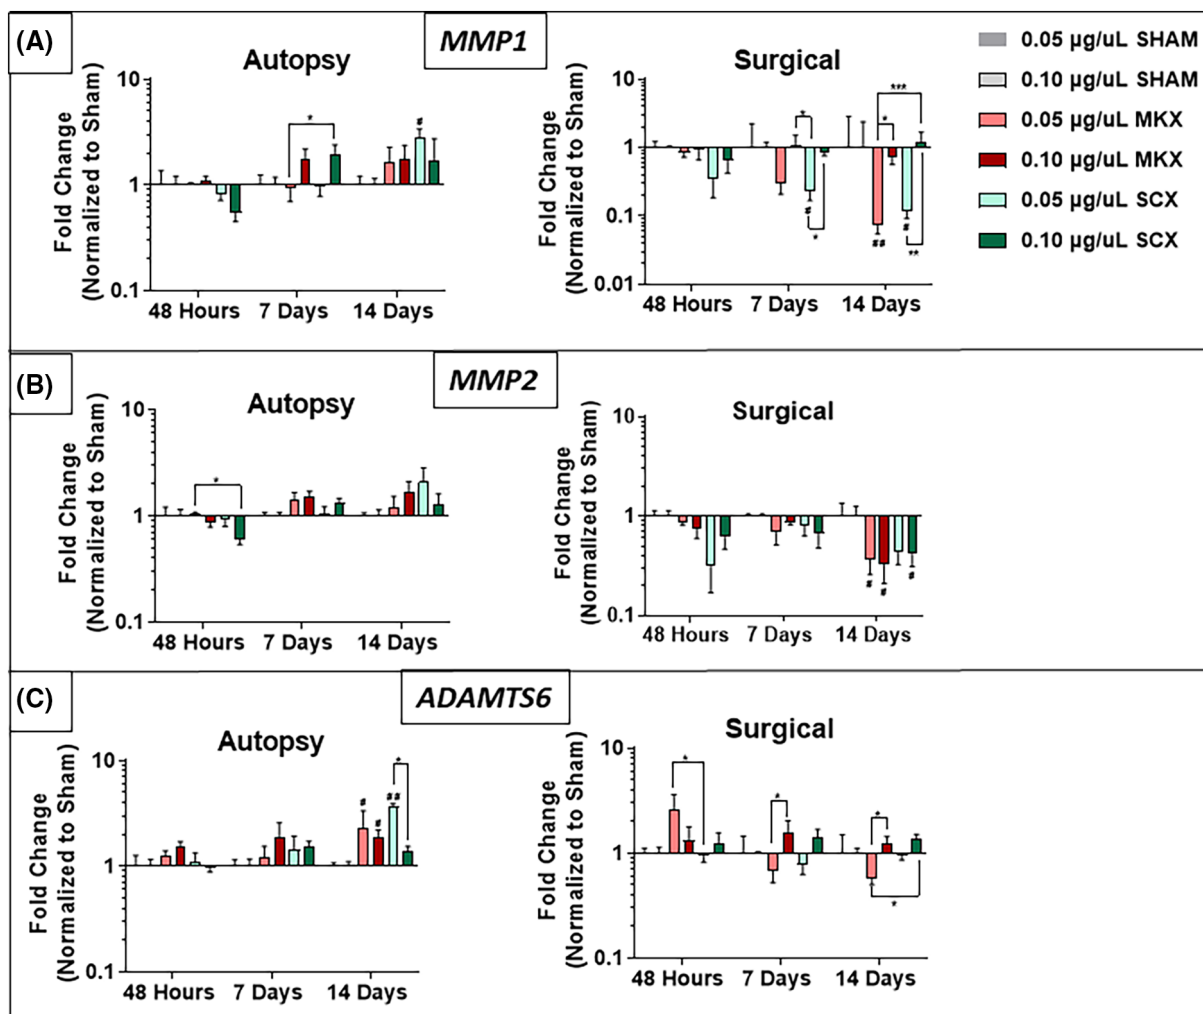 (A)
MMP1
Autopsy
Surgical
Fold Change
(Normalized to Sham)
10
1
0.1
*
#
48 Hours 7 Days 14 Days
Fold Change
(Normalized to Sham)
10
1
0.1
0.01
*
#
*
***
*
##
#
**
48 Hours 7 Days 14 Days
0.05 µg/uL SHAM
0.10 µg/uL SHAM
0.05 µg/uL MKX
0.10 µg/uL MKX
0.05 µg/uL SCX
0.10 µg/uL SCX
(B)
MMP2
Autopsy
Surgical
Fold Change
(Normalized to Sham)
10
1
0.1
*
48 Hours 7 Days 14 Days
Fold Change
(Normalized to Sham)
10
1
0.1
#
#
#
48 Hours 7 Days 14 Days
(C)
ADAMTS6
Autopsy
Surgical
Fold Change
(Normalized to Sham)
10
1
0.1
#
#
##
*
48 Hours 7 Days 14 Days
Fold Change
(Normalized to Sham)
10
1
0.1
*
*
*
*
48 Hours 7 Days 14 Days